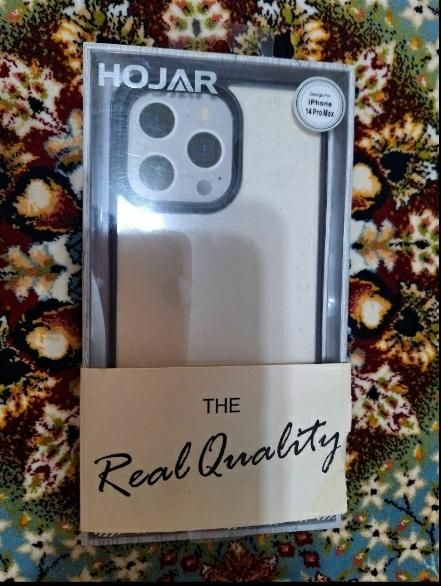 HOJAR
Design For
iPhone
14 Pro Max
THE
Real Quality